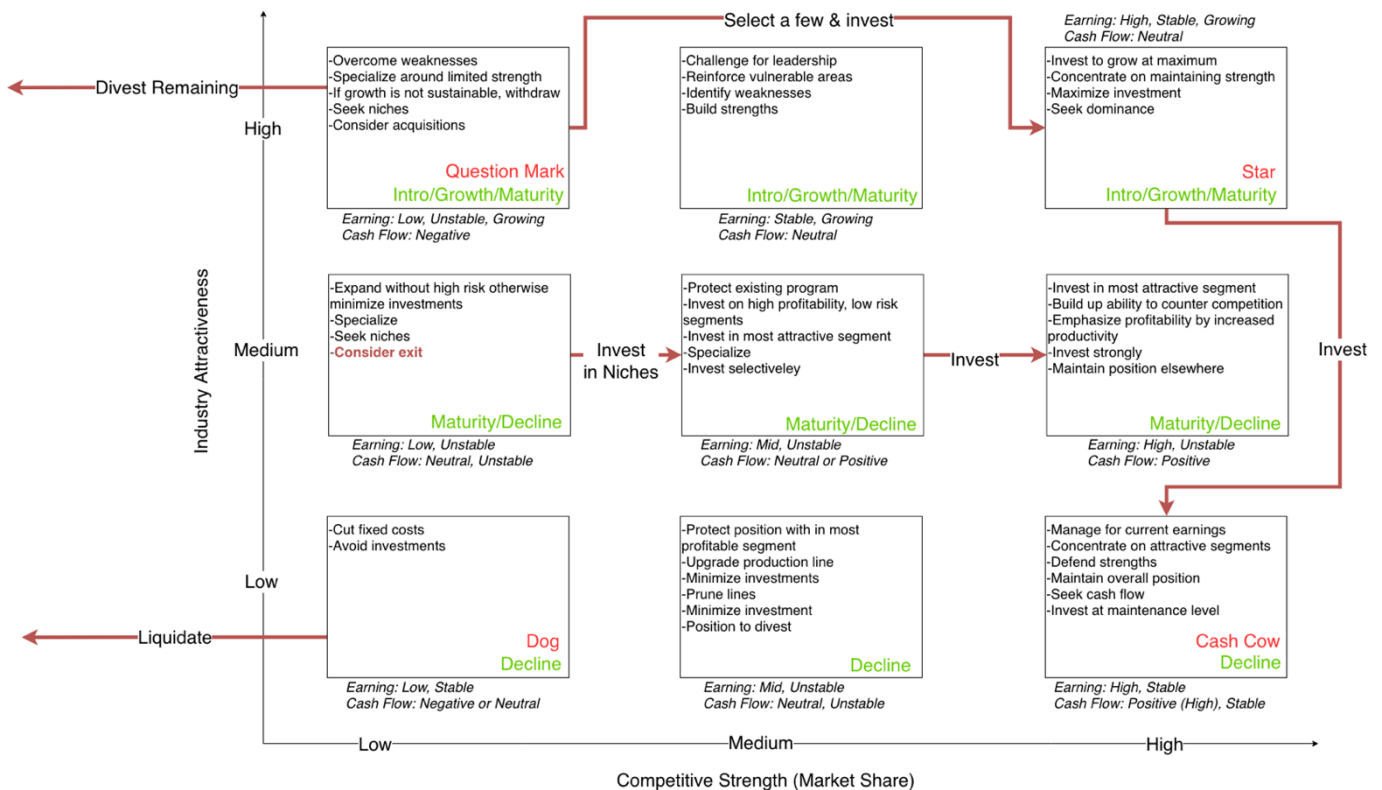 Select a few & invest
Earning: High, Stable, Growing
Cash Flow: Neutral
Divest Remaining
High
-Overcome weaknesses
-Specialize around limited strength
-If growth is not sustainable, withdraw
-Seek niches
-Consider acquisitions
Question Mark
Intro/Growth/Maturity
Earning: Low, Unstable, Growing
Cash Flow: Negative
-Challenge for leadership
-Reinforce vulnerable areas
-Identify weaknesses
-Build strengths
Intro/Growth/Maturity
Earning: Stable, Growing
Cash Flow: Neutral
-Invest to grow at maximum
-Concentrate on maintaining strength
-Maximize investment
-Seek dominance
Star
Intro/Growth/Maturity
Industry Attractiveness
Medium
-Expand without high risk otherwise
minimize investments
-Specialize
-Seek niches
-Consider exit
Maturity/Decline
Earning: Low, Unstable
Cash Flow: Neutral, Unstable
Invest
in Niches
-Protect existing program
-Invest on high profitability, low risk
segments
-Invest in most attractive segment
-Specialize
-Invest selectiveley
Maturity/Decline
Earning: Mid, Unstable
Cash Flow: Neutral or Positive
Invest
-Invest in most attractive segment
-Build up ability to counter competition
-Emphasize profitability by increased
productivity
-Invest strongly
-Maintain position elsewhere
Maturity/Decline
Earning: High, Unstable
Cash Flow: Positive
Invest
Low
Liquidate
-Cut fixed costs
-Avoid investments
Dog
Decline
Earning: Low, Stable
Cash Flow: Negative or Neutral
-Protect position with in most
profitable segment
-Upgrade production line
-Minimize investments
-Prune lines
-Minimize investment
-Position to divest
Decline
Earning: Mid, Unstable
Cash Flow: Neutral, Unstable
-Manage for current earnings
-Concentrate on attractive segments
-Defend strengths
-Maintain overall position
-Seek cash flow
-Invest at maintenance level
Cash Cow
Decline
Earning: High, Stable
Cash Flow: Positive (High), Stable
Low
Medium
High
Competitive Strength (Market Share)